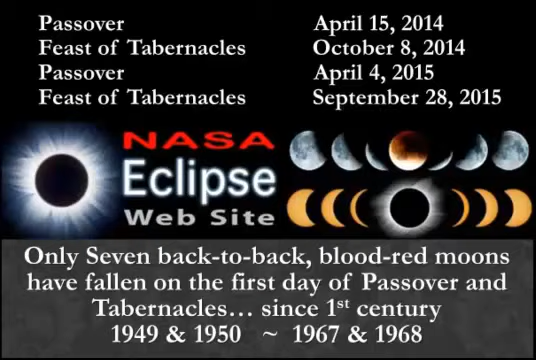 Passover April 15, 2014
Feast of Tabernacles October 8, 2014
Passover April 4, 2015
Feast of Tabernacles September 28, 2015
NASA
Eclipse
Web Site
Only Seven back-to-back, blood-red moons
have fallen on the first day of Passover and
Tabernacles... since 1st century
1949 & 1950 ~ 1967 & 1968